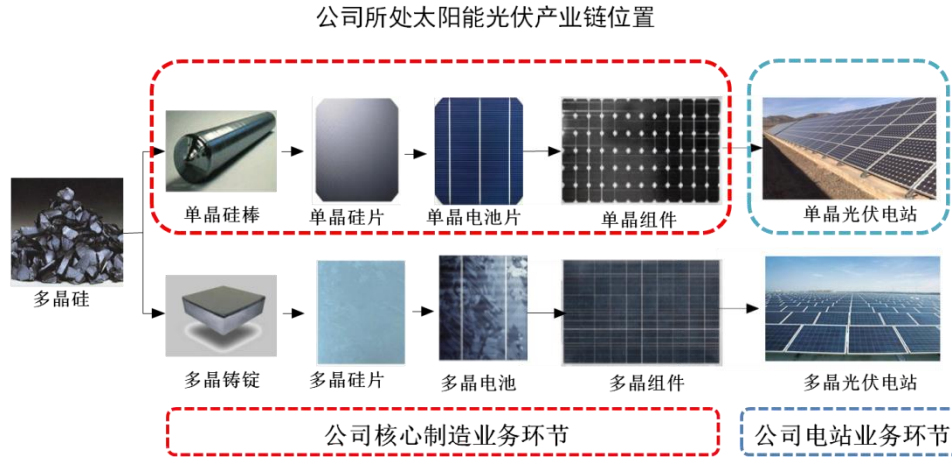 公司所处太阳能光伏产业链位置
单晶硅棒
单晶硅片
单晶电池片
单晶组件
单晶光伏电站
多晶硅
多晶铸锭
多晶硅片
多晶电池
多晶组件
多晶光伏电站
公司核心制造业务环节
公司电站业务环节